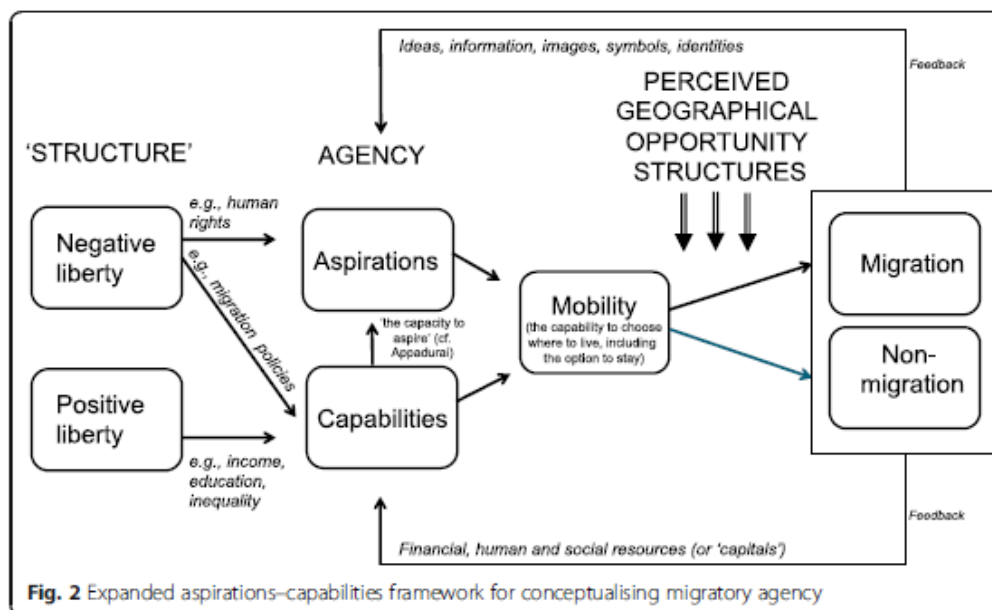 Ideas, information, images, symbols, identities
Feedback
PERCEIVED
GEOGRAPHICAL
OPPORTUNITY
STRUCTURES
'STRUCTURE'
AGENCY
e.g., human
rights
Negative
liberty
Aspirations
Migration
e.g., migration policies
'the capacity to
aspire' (cf.
Appadurai)
Mobility
(the capability to choose
where to live, including
the option to stay)
Non-
migration
Positive
liberty
Capabilities
e.g., income,
education,
inequality
Feedback
Financial, human and social resources (or 'capitals')
Fig. 2 Expanded aspirations–capabilities framework for conceptualising migratory agency